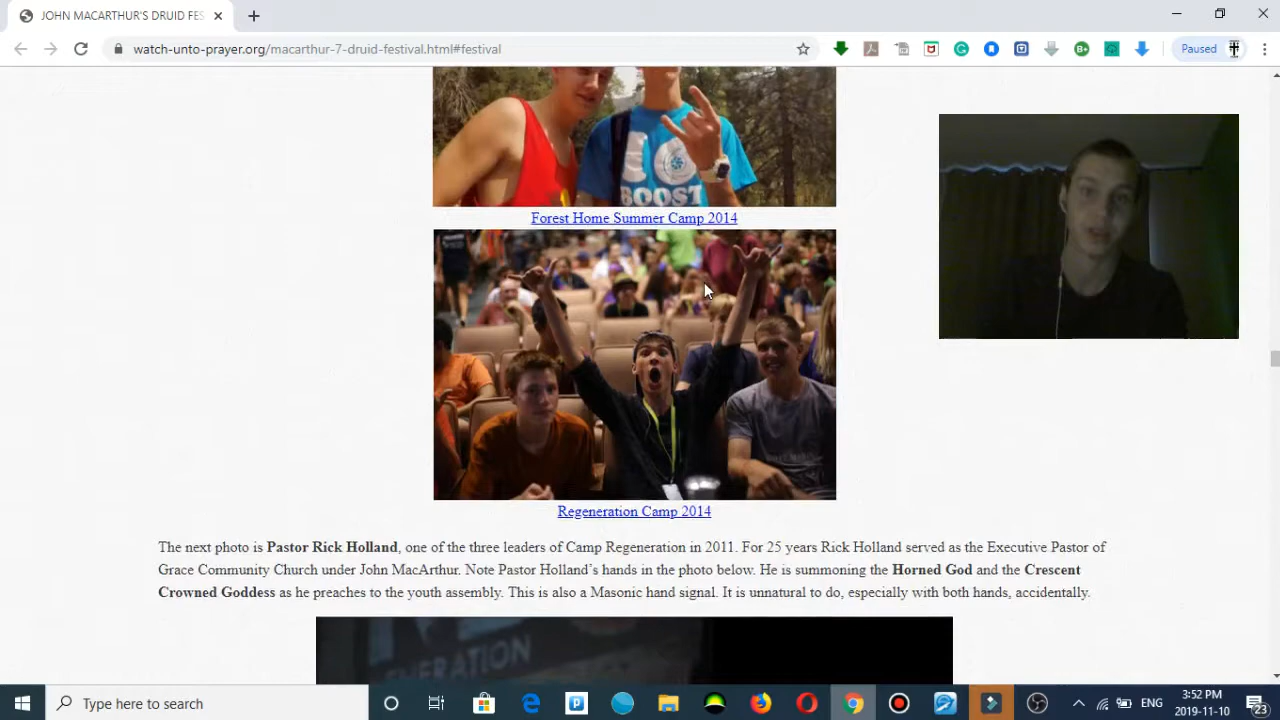 JOHN MACARTHUR'S DRUID FES
watch-unto-prayer.org/macarthur-7-druid-festival.html#festival
Paused
BOOST
Forest Home Summer Camp 2014
Regeneration Camp 2014
The next photo is Pastor Rick Holland, one of the three leaders of Camp Regeneration in 2011. For 25 years Rick Holland served as the Executive Pastor of
Grace Community Church under John MacArthur. Note Pastor Holland's hands in the photo below. He is summoning the Horned God and the Crescent
Crowned Goddess as he preaches to the youth assembly. This is also a Masonic hand signal. It is unnatural to do, especially with both hands, accidentally.
ENERATION
Type here to search
ENG
3:52 PM
2019-11-10
23